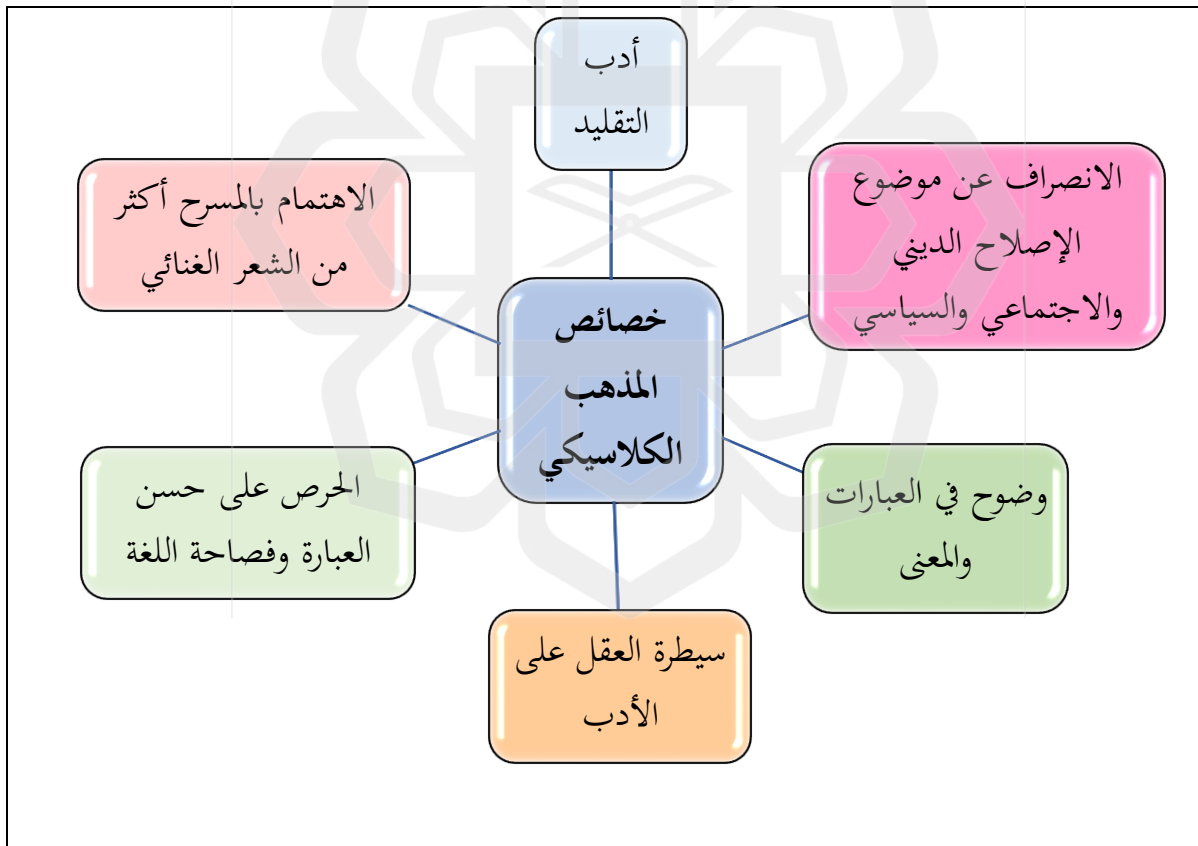 أدب
التقليد
الانصراف عن موضوع
الإصلاح الديني
والاجتماعي والسياسي
الاهتمام بالمسرح أكثر
من الشعر الغنائي
خصائص
المذهب
الكلاسيكي
وضوح في العبارات
والمعنى
الحرص على حسن
العبارة وفصاحة اللغة
سيطرة العقل على
الأدب